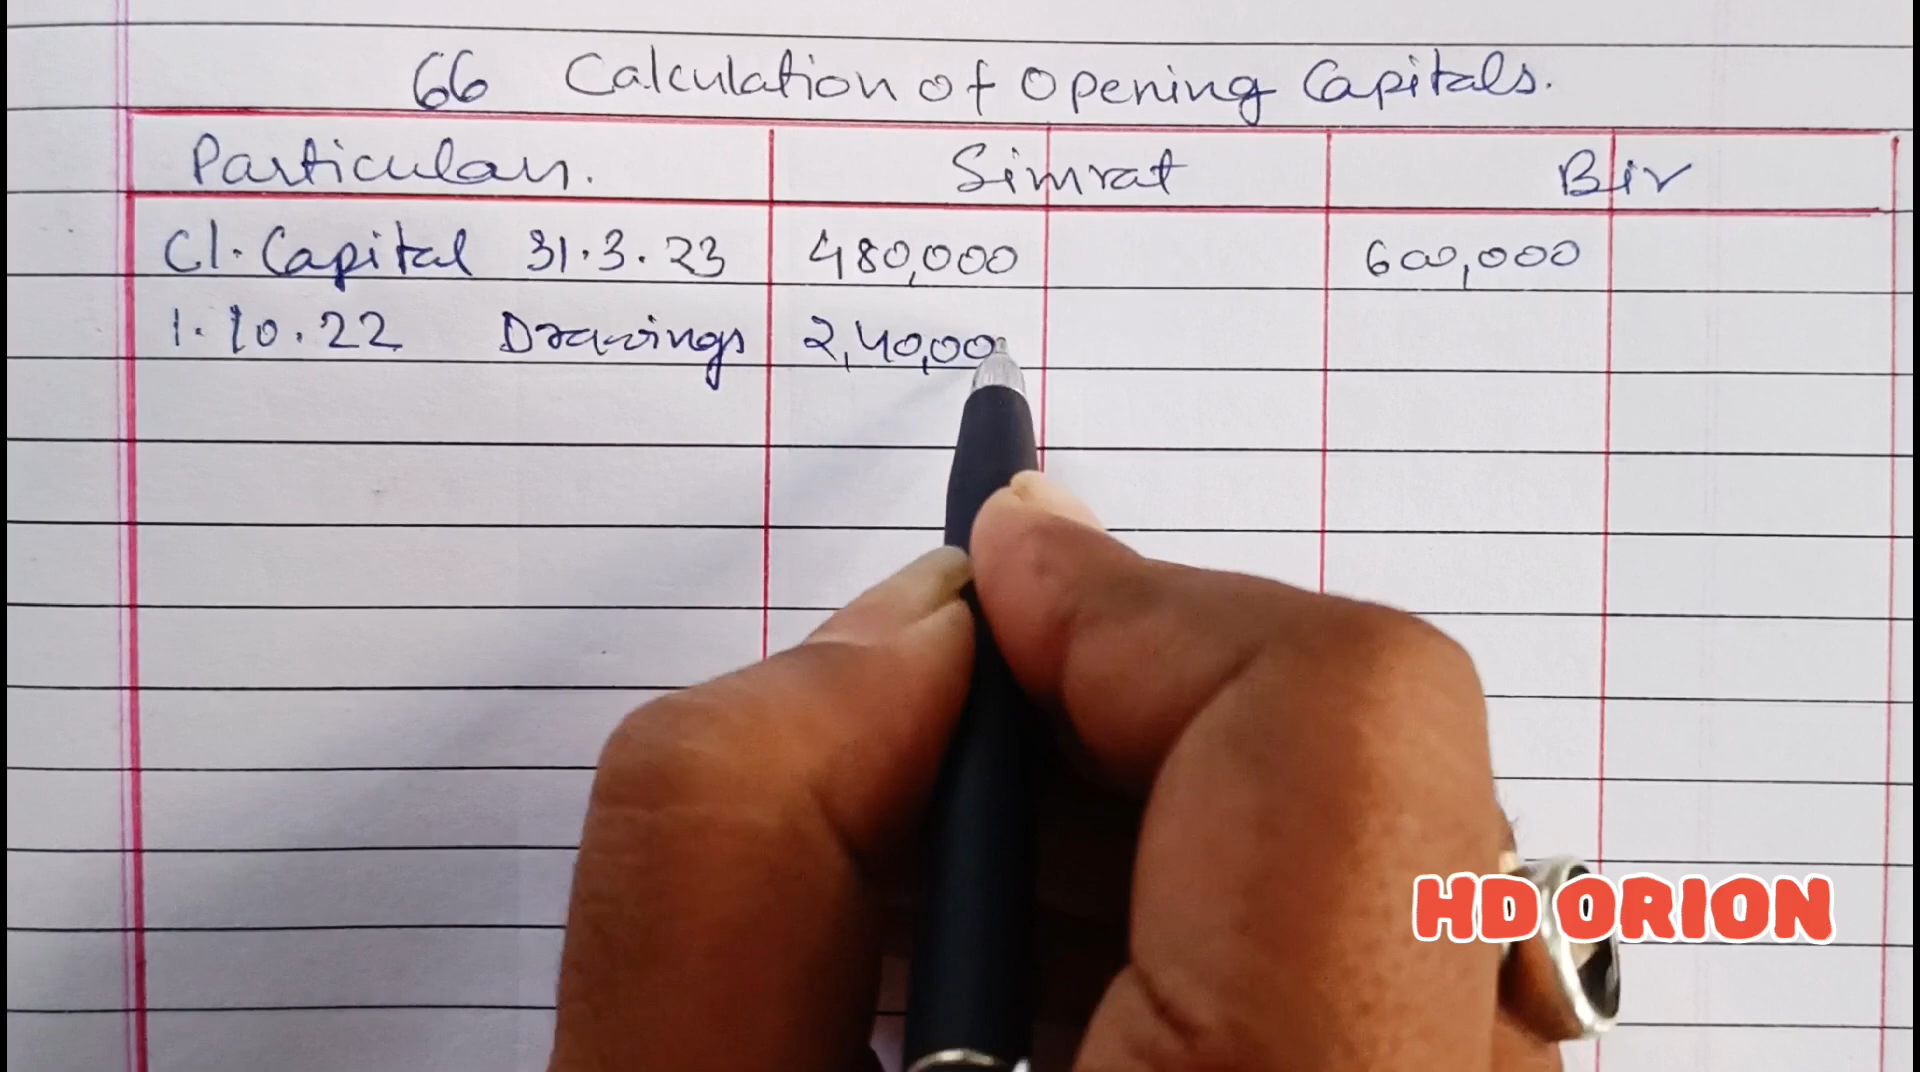 66 Calculation of Opening Capitals.
Particulars. Simrat Bir
Cl. Capital 31.3.23 480,000 600,000
1.10.22 Drawings 2,40,000
HD ORION